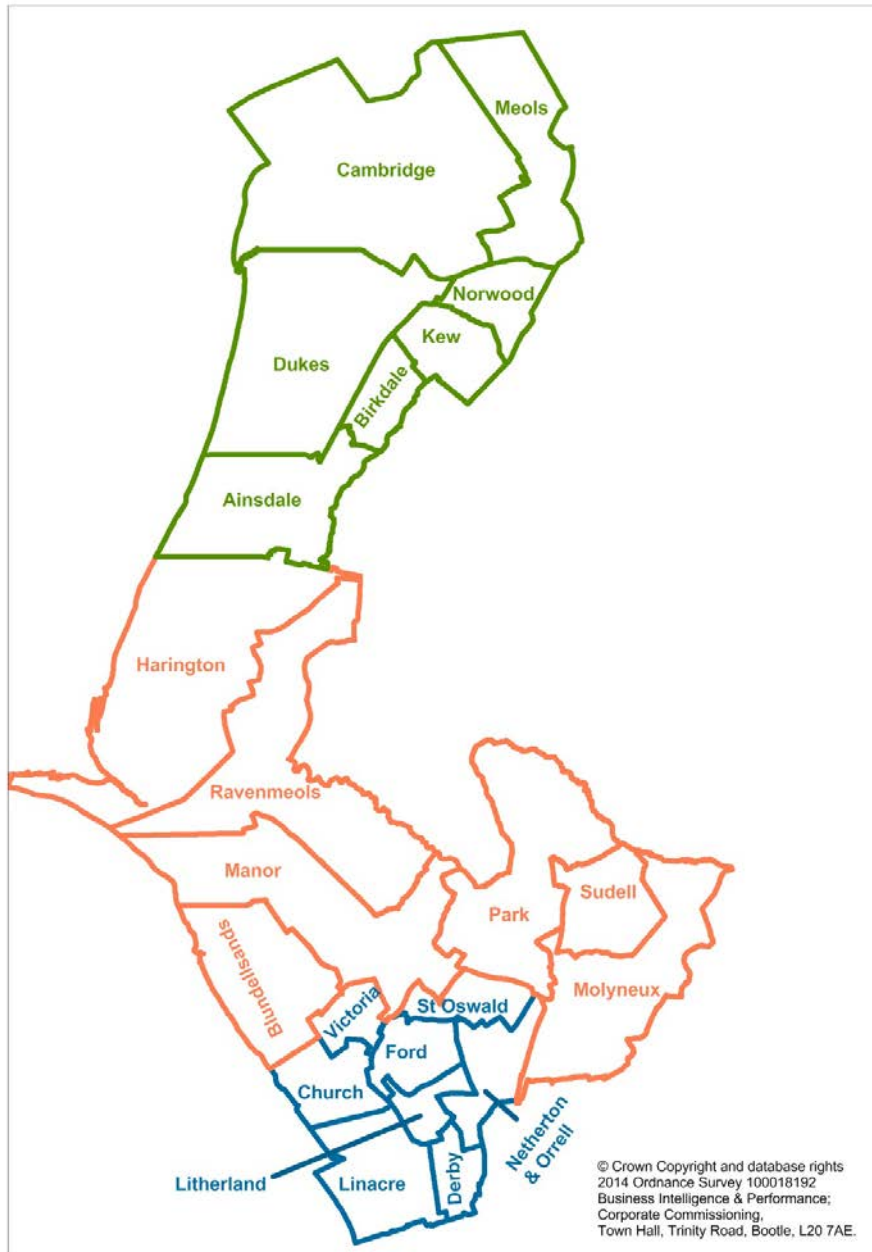 Meols
Cambridge
Norwood
Kew
Dukes
Birkdale
Ainsdale
Harington
Ravenmeols
Manor
Sudell
Park
Blundellsands
Molyneux
Victoria
St Oswald
Ford
Church
Netherton
& Orrell
Litherland
Linacre
Derby
© Crown Copyright and database rights
2014 Ordnance Survey 100018192
Business Intelligence & Performance;
Corporate Commissioning,
Town Hall, Trinity Road, Bootle, L20 7AE.